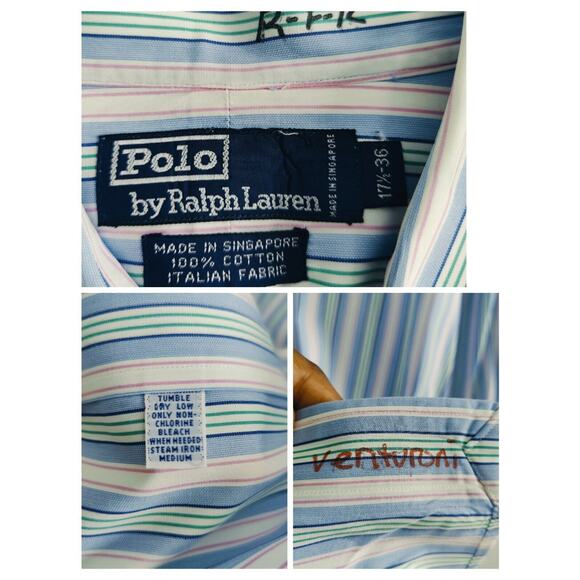 R-F-R
Polo
by Ralph Lauren
MADE IN SINGAPORE
17½-36
MADE IN SINGAPORE
100% COTTON
ITALIAN FABRIC
TUMBLE
DRY LOW
ONLY NON-
CHLORINE
BLEACH
WHEN NEEDED
STEAM IRON
MEDIUM
venturoni